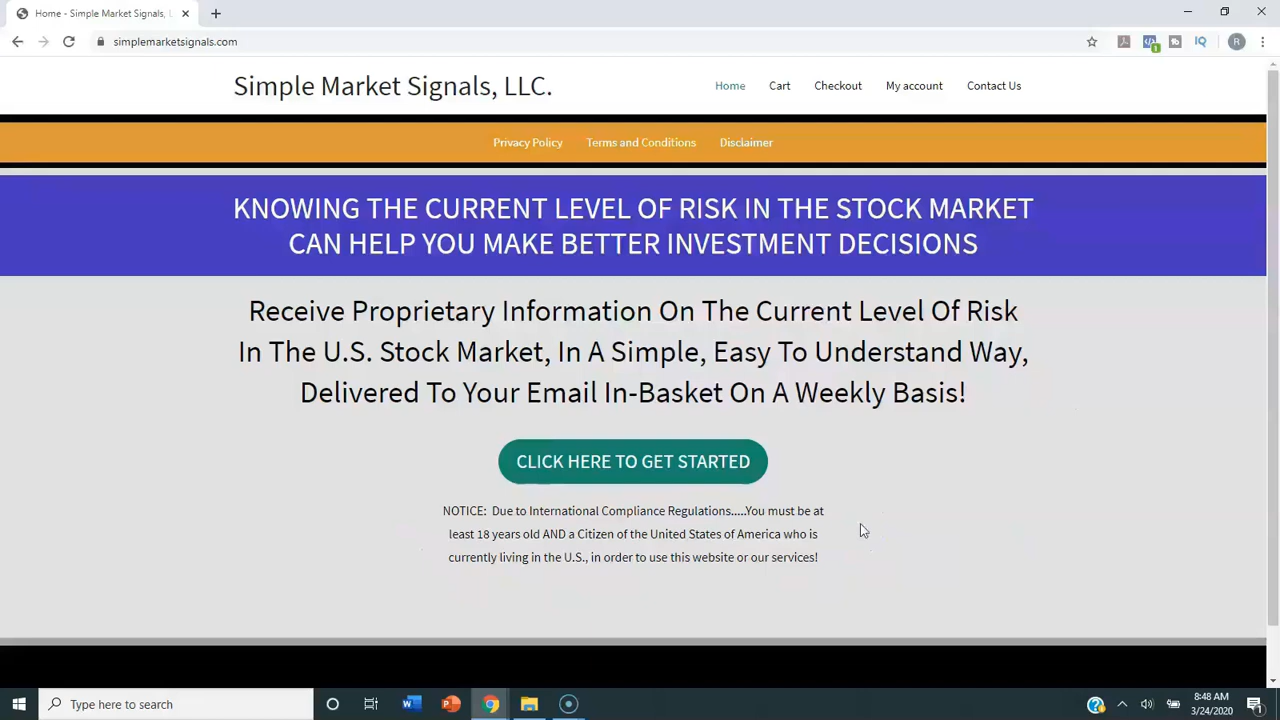 Home - Simple Market Signals, L
simplemarketsignals.com
Simple Market Signals, LLC.
Home Cart Checkout My account Contact Us
Privacy Policy Terms and Conditions Disclaimer
KNOWING THE CURRENT LEVEL OF RISK IN THE STOCK MARKET
CAN HELP YOU MAKE BETTER INVESTMENT DECISIONS
Receive Proprietary Information On The Current Level Of Risk
In The U.S. Stock Market, In A Simple, Easy To Understand Way,
Delivered To Your Email In-Basket On A Weekly Basis!
CLICK HERE TO GET STARTED
NOTICE: Due to International Compliance Regulations.....You must be at
least 18 years old AND a Citizen of the United States of America who is
currently living in the U.S., in order to use this website or our services!
Type here to search
8:48 AM
3/24/2020